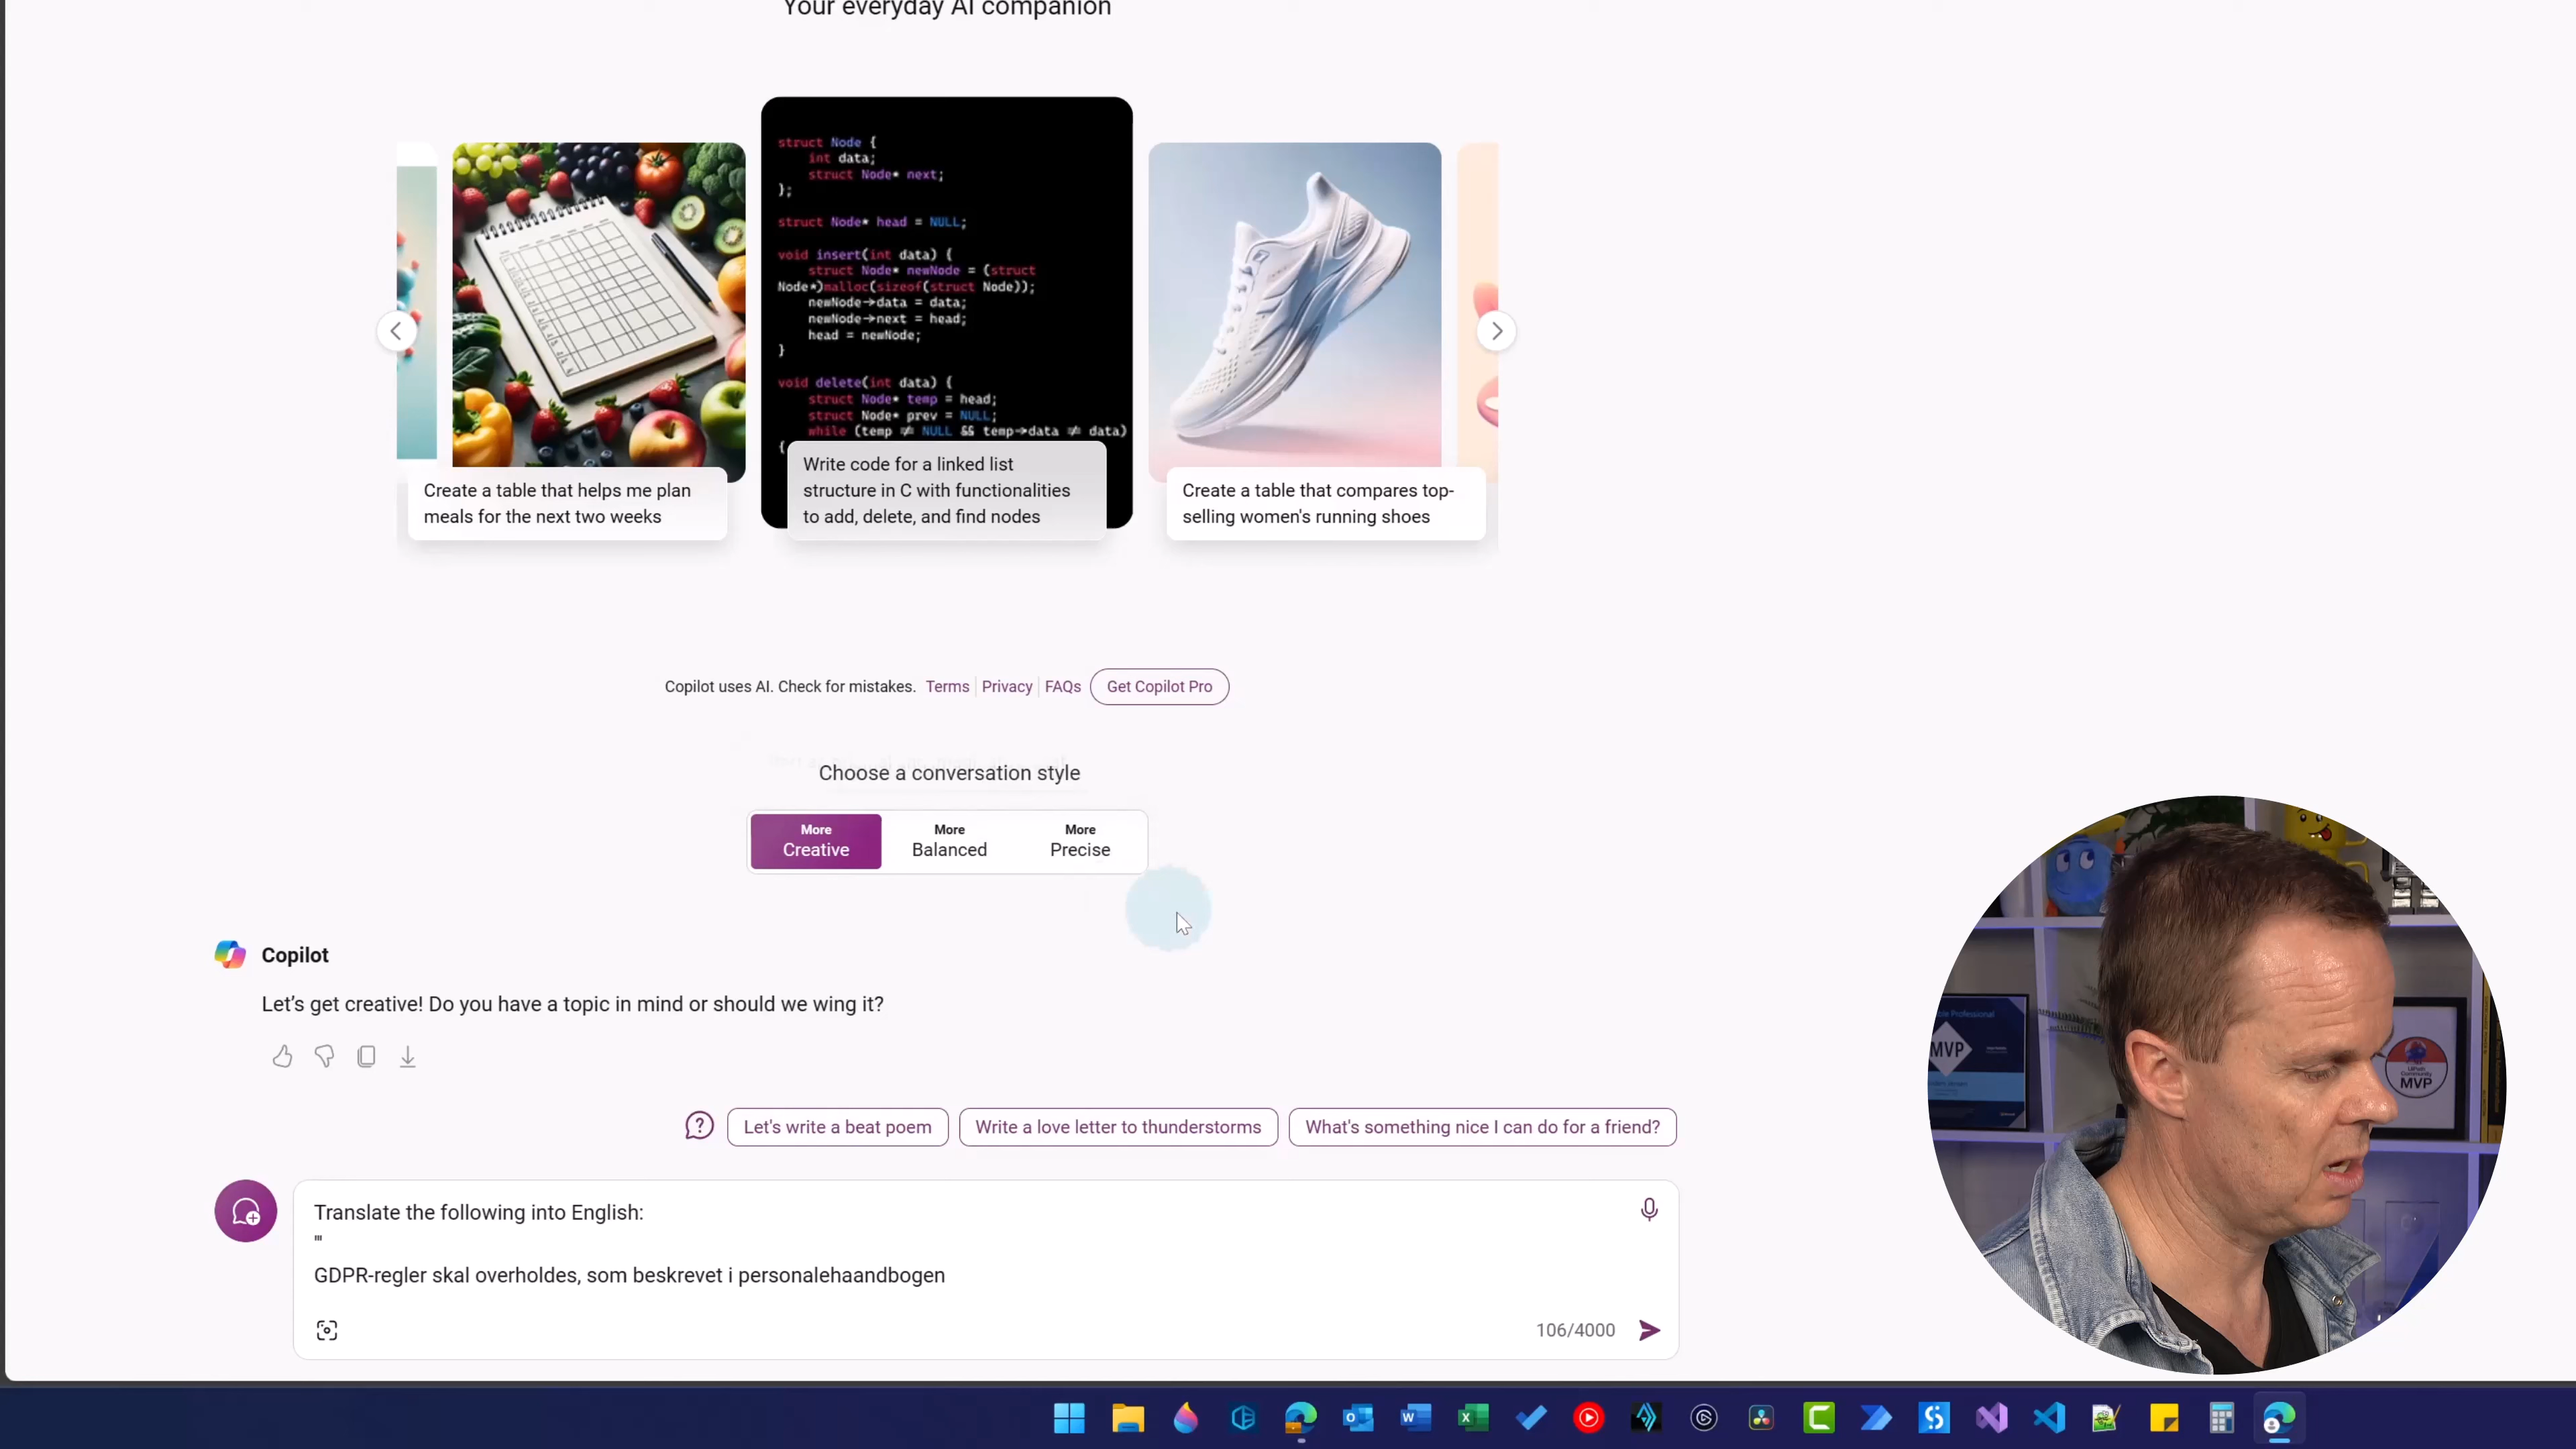 Your everyday AI companion
struct Node {
int data;
struct Node* next;
};
struct Node* head = NULL;
void insert(int data) {
struct Node* newNode = (struct
Node*)malloc(sizeof(struct Node));
newNode->data = data;
newNode->next = head;
head = newNode;
}
void delete(int data) {
struct Node* temp = head;
struct Node* prev = NULL;
while (temp ≠ NULL && temp->data ≠ data)
{
Create a table that helps me plan
meals for the next two weeks
Write code for a linked list
structure in C with functionalities
to add, delete, and find nodes
Create a table that compares top-
selling women's running shoes
Copilot uses AI. Check for mistakes. Terms Privacy FAQs Get Copilot Pro
Choose a conversation style
More Creative
More Balanced
More Precise
Copilot
Let's get creative! Do you have a topic in mind or should we wing it?
Let's write a beat poem
Write a love letter to thunderstorms
What's something nice I can do for a friend?
Translate the following into English:
'''
GDPR-regler skal overholdes, som beskrevet i personalehaandbogen
106/4000
MVP
MVP